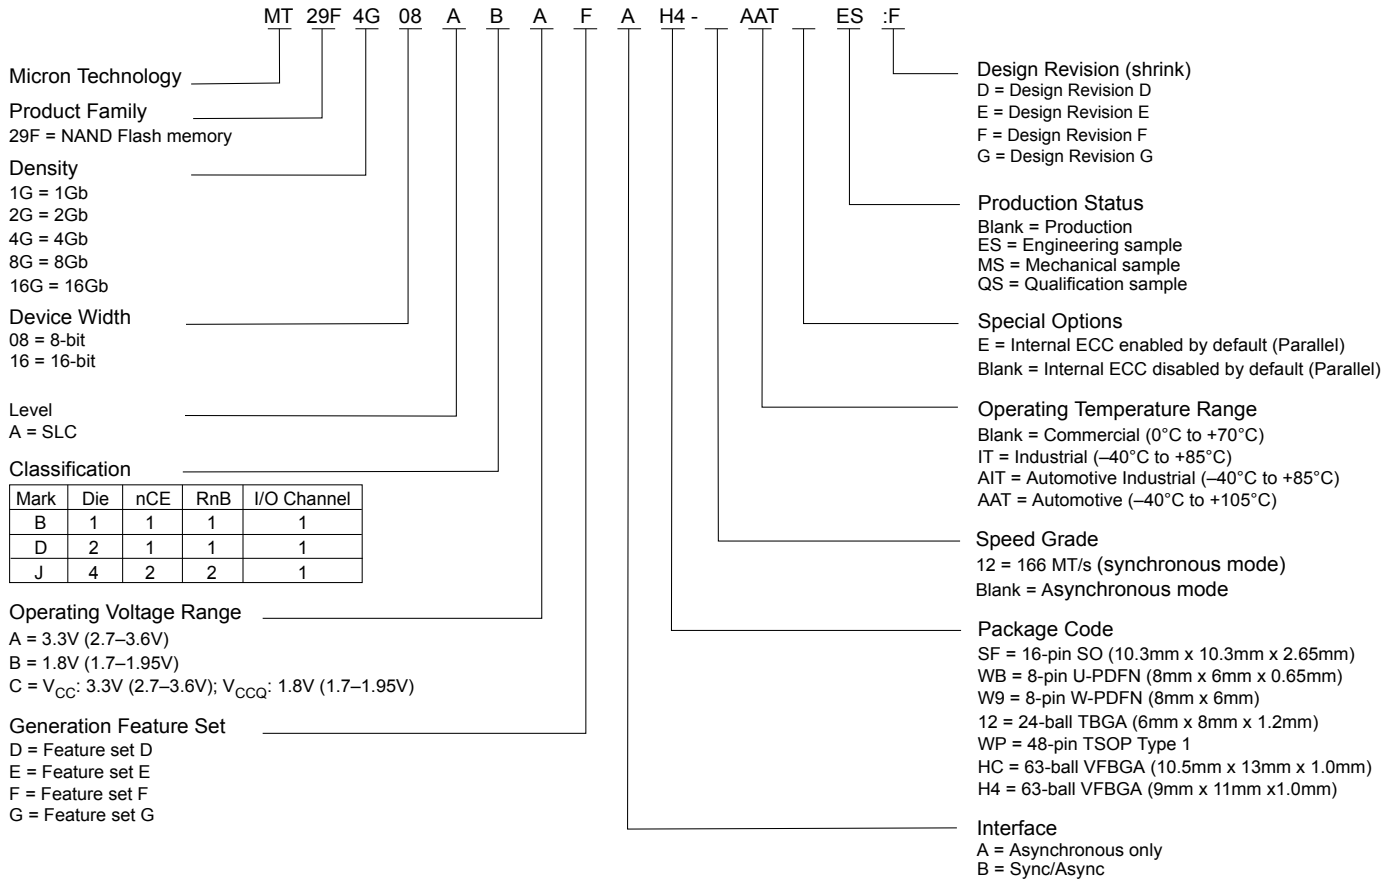 MT 29F 4G 08 A B A F A H4 - AAT ES :F
Micron Technology
Product Family
29F = NAND Flash memory
Density
1G = 1Gb
2G = 2Gb
4G = 4Gb
8G = 8Gb
16G = 16Gb
Device Width
08 = 8-bit
16 = 16-bit
Level
A = SLC
Classification
Mark Die nCE RnB I/O Channel
B 1 1 1 1
D 2 1 1 1
J 4 2 2 1
Operating Voltage Range
A = 3.3V (2.7–3.6V)
B = 1.8V (1.7–1.95V)
C = VCC: 3.3V (2.7–3.6V); VCCQ: 1.8V (1.7–1.95V)
Generation Feature Set
D = Feature set D
E = Feature set E
F = Feature set F
G = Feature set G
Design Revision (shrink)
D = Design Revision D
E = Design Revision E
F = Design Revision F
G = Design Revision G
Production Status
Blank = Production
ES = Engineering sample
MS = Mechanical sample
QS = Qualification sample
Special Options
E = Internal ECC enabled by default (Parallel)
Blank = Internal ECC disabled by default (Parallel)
Operating Temperature Range
Blank = Commercial (0°C to +70°C)
IT = Industrial (–40°C to +85°C)
AIT = Automotive Industrial (–40°C to +85°C)
AAT = Automotive (–40°C to +105°C)
Speed Grade
12 = 166 MT/s (synchronous mode)
Blank = Asynchronous mode
Package Code
SF = 16-pin SO (10.3mm x 10.3mm x 2.65mm)
WB = 8-pin U-PDFN (8mm x 6mm x 0.65mm)
W9 = 8-pin W-PDFN (8mm x 6mm)
12 = 24-ball TBGA (6mm x 8mm x 1.2mm)
WP = 48-pin TSOP Type 1
HC = 63-ball VFBGA (10.5mm x 13mm x 1.0mm)
H4 = 63-ball VFBGA (9mm x 11mm x1.0mm)
Interface
A = Asynchronous only
B = Sync/Async